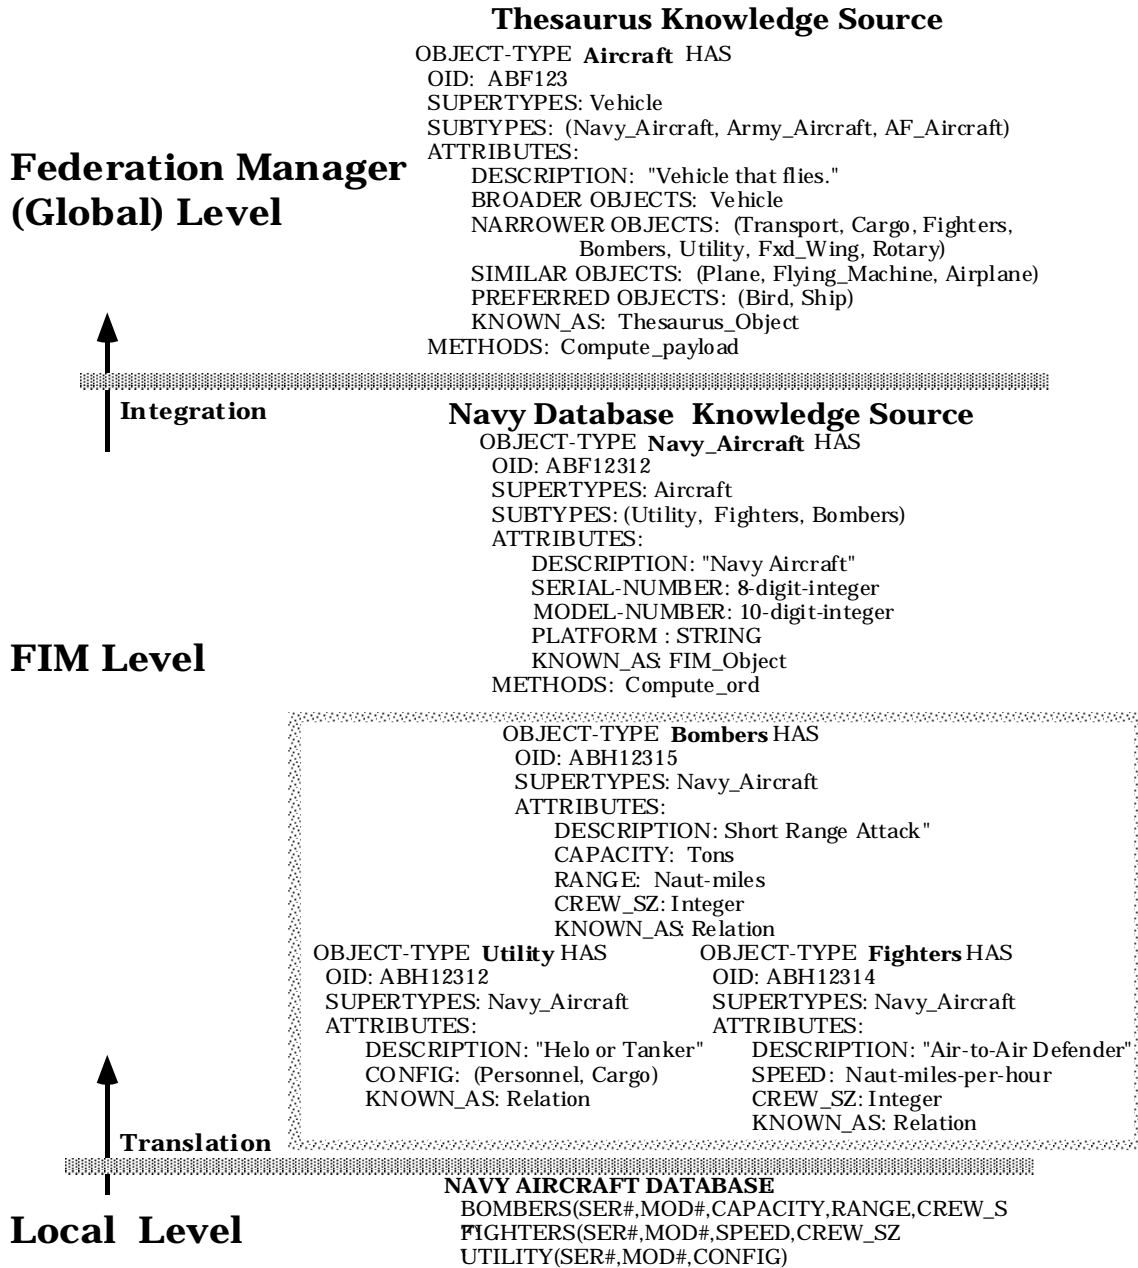 Thesaurus Knowledge Source
OBJECT-TYPE Aircraft HAS
OID: ABF123
SUPERTYPES: Vehicle
SUBTYPES: (Navy_Aircraft, Army_Aircraft, AF_Aircraft)
ATTRIBUTES:
DESCRIPTION: "Vehicle that flies."
BROADER OBJECTS: Vehicle
NARROWER OBJECTS: (Transport, Cargo, Fighters,
Bombers, Utility, Fxd_Wing, Rotary)
SIMILAR OBJECTS: (Plane, Flying_Machine, Airplane)
PREFERRED OBJECTS: (Bird, Ship)
KNOWN_AS: Thesaurus_Object
METHODS: Compute_payload
Federation Manager
(Global) Level
Integration
Navy Database Knowledge Source
OBJECT-TYPE Navy_Aircraft HAS
OID: ABF12312
SUPERTYPES: Aircraft
SUBTYPES: (Utility, Fighters, Bombers)
ATTRIBUTES:
DESCRIPTION: "Navy Aircraft"
SERIAL-NUMBER: 8-digit-integer
MODEL-NUMBER: 10-digit-integer
PLATFORM : STRING
KNOWN_AS: FIM_Object
METHODS: Compute_ord
FIM Level
OBJECT-TYPE Bombers HAS
OID: ABH12315
SUPERTYPES: Navy_Aircraft
ATTRIBUTES:
DESCRIPTION: Short Range Attack"
CAPACITY: Tons
RANGE: Naut-miles
CREW_SZ: Integer
KNOWN_AS: Relation
OBJECT-TYPE Utility HAS
OID: ABH12312
SUPERTYPES: Navy_Aircraft
ATTRIBUTES:
DESCRIPTION: "Helo or Tanker"
CONFIG: (Personnel, Cargo)
KNOWN_AS: Relation
OBJECT-TYPE Fighters HAS
OID: ABH12314
SUPERTYPES: Navy_Aircraft
ATTRIBUTES:
DESCRIPTION: "Air-to-Air Defender"
SPEED: Naut-miles-per-hour
CREW_SZ: Integer
KNOWN_AS: Relation
Translation
Local Level
NAVY AIRCRAFT DATABASE
BOMBERS(SER#,MOD#,CAPACITY,RANGE,CREW_S
FIGHTERS(SER#,MOD#,SPEED,CREW_SZ
UTILITY(SER#,MOD#,CONFIG)